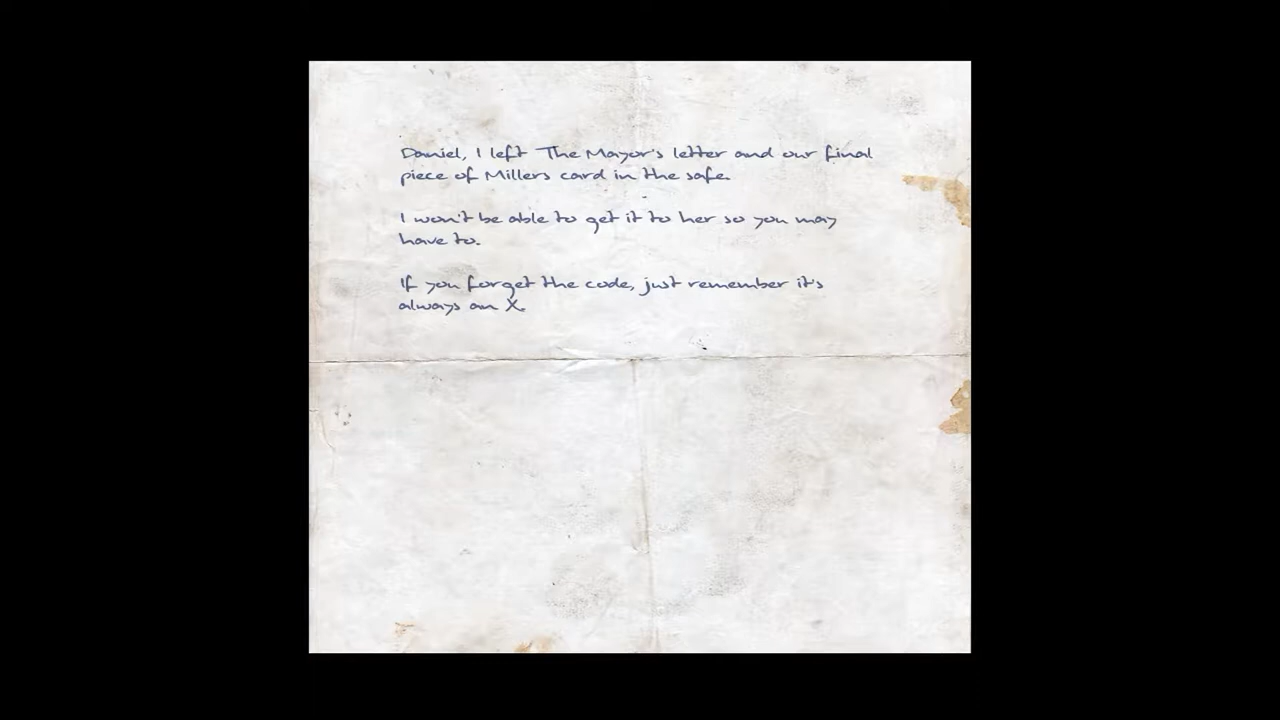 Daniel, I left The Mayor's letter and our final
piece of Millers card in the safe.
I won't be able to get it to her so you may
have to.
If you forget the code, just remember it's
always an X.